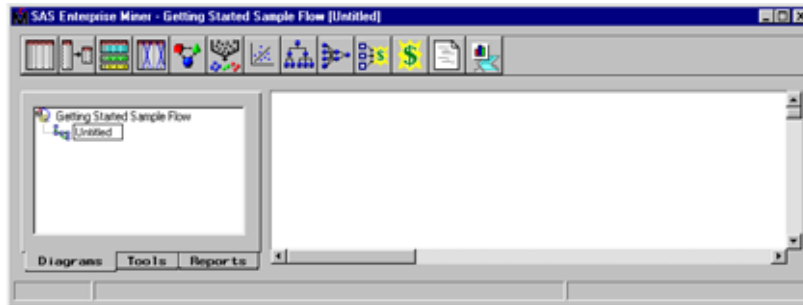 SAS Enterprise Miner - Getting Started Sample Flow [Untitled]
$
$
Getting Started Sample Flow
Untitled
Diagrams Tools Reports